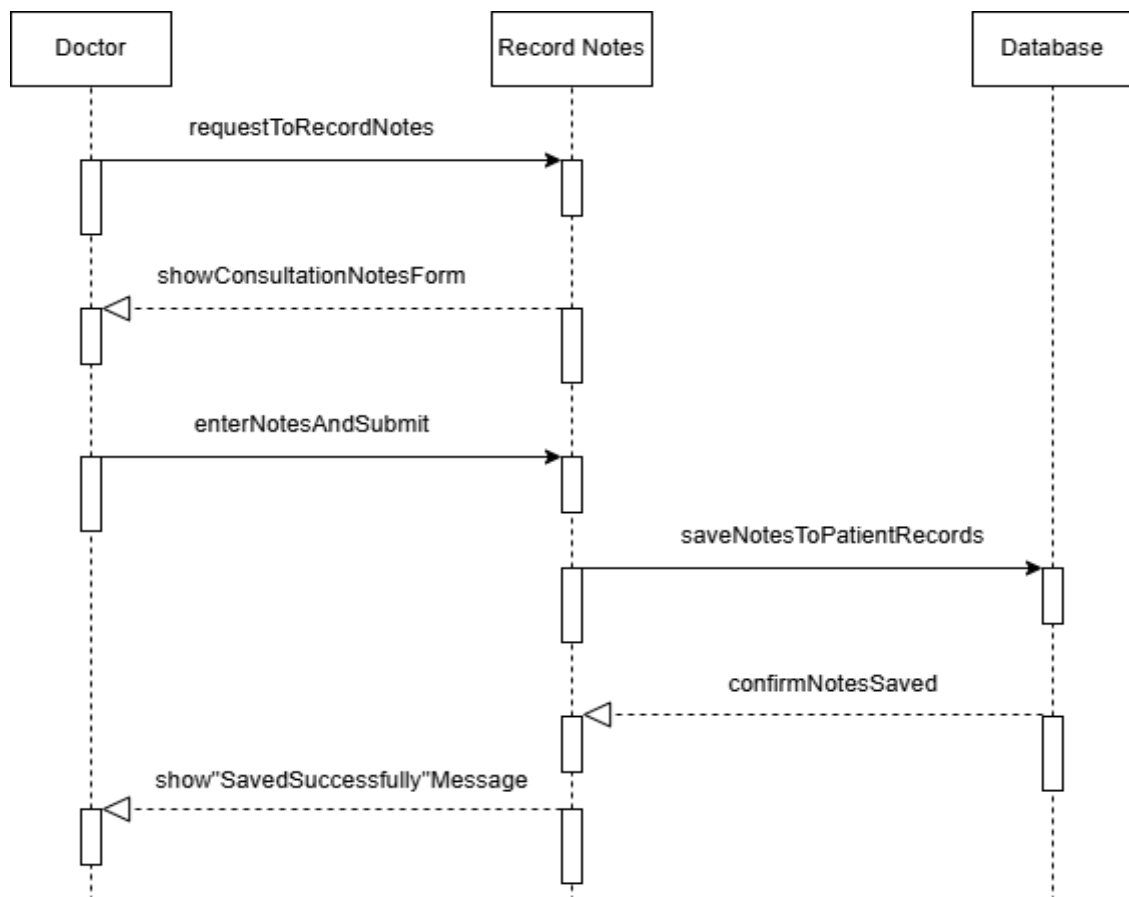 Doctor
Record Notes
Database
requestToRecordNotes
showConsultationNotesForm
enterNotesAndSubmit
saveNotesToPatientRecords
confirmNotesSaved
show"SavedSuccessfully"Message